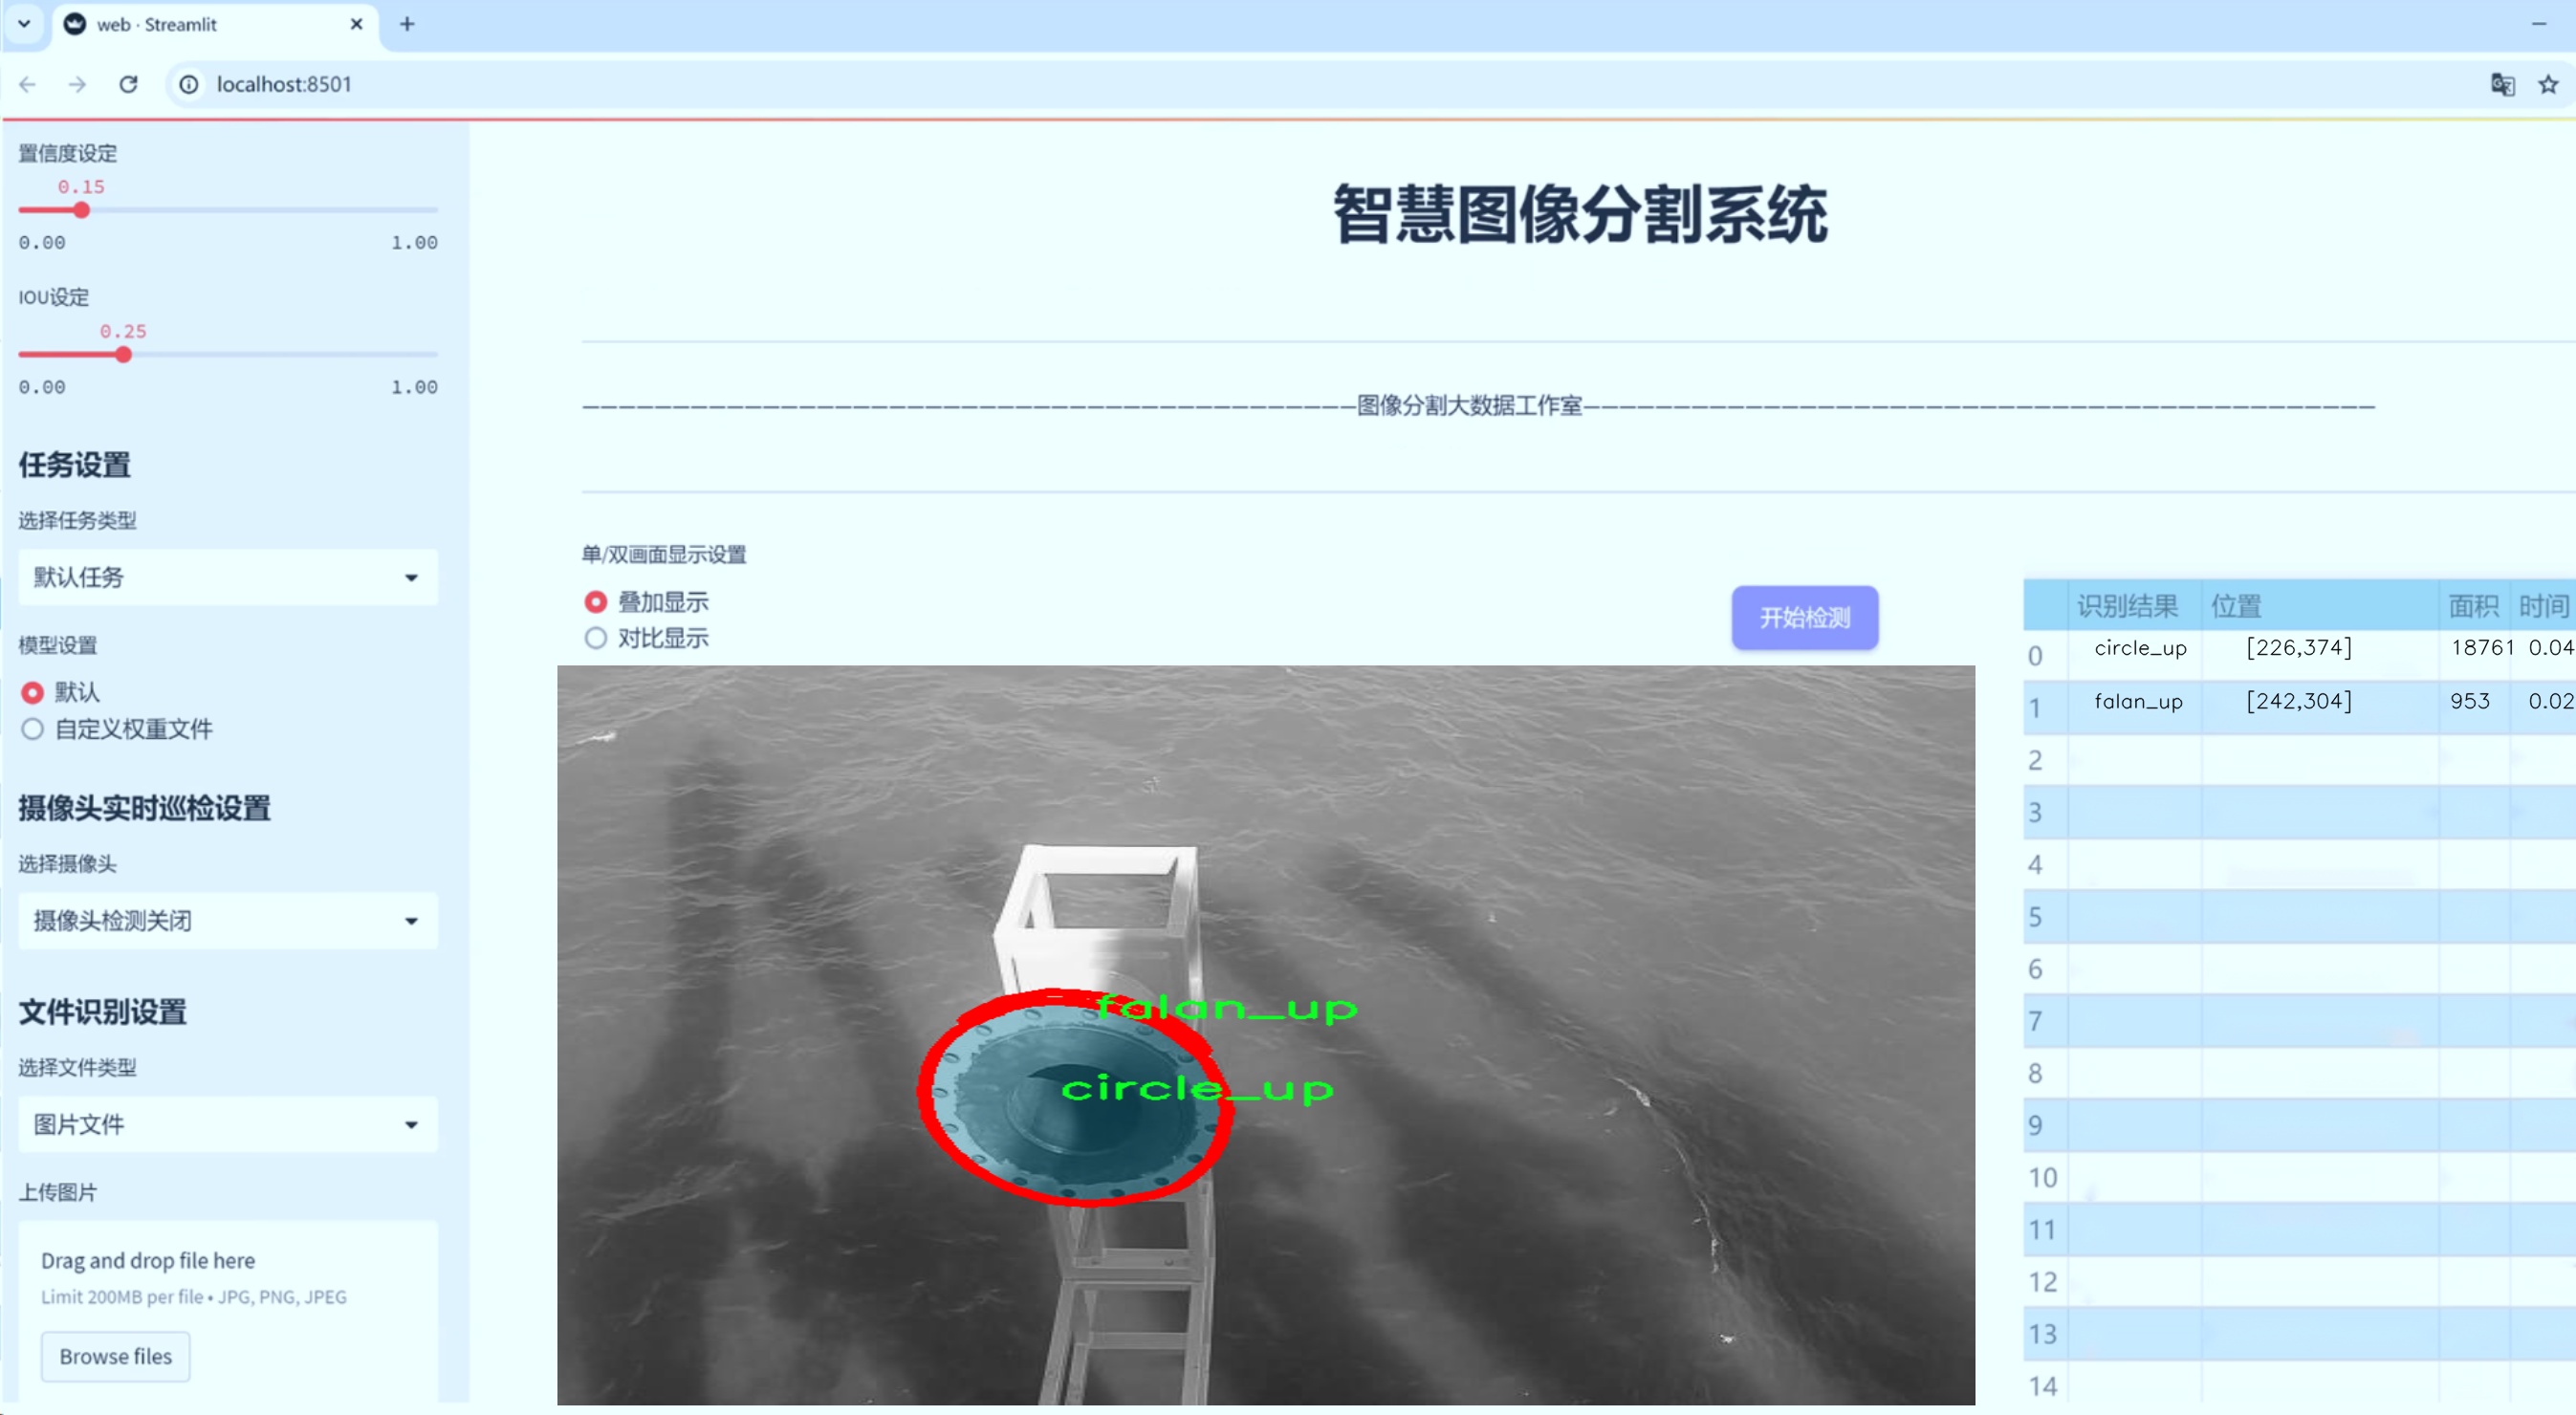 web · Streamlit
localhost:8501
置信度设定
0.15
0.00 1.00
IOU设定
0.25
0.00 1.00
任务设置
选择任务类型
默认任务
模型设置
默认
自定义权重文件
摄像头实时巡检设置
选择摄像头
摄像头检测关闭
文件识别设置
选择文件类型
图片文件
上传图片
Drag and drop file here
Limit 200MB per file • JPG, PNG, JPEG
Browse files
智慧图像分割系统
图像分割大数据工作室
单/双画面显示设置
叠加显示
对比显示
开始检测
falan_up
circle_up
识别结果 位置 面积 时间
0 circle_up [226,374] 18761 0.04
1 falan_up [242,304] 953 0.02
2
3
4
5
6
7
8
9
10
11
12
13
14